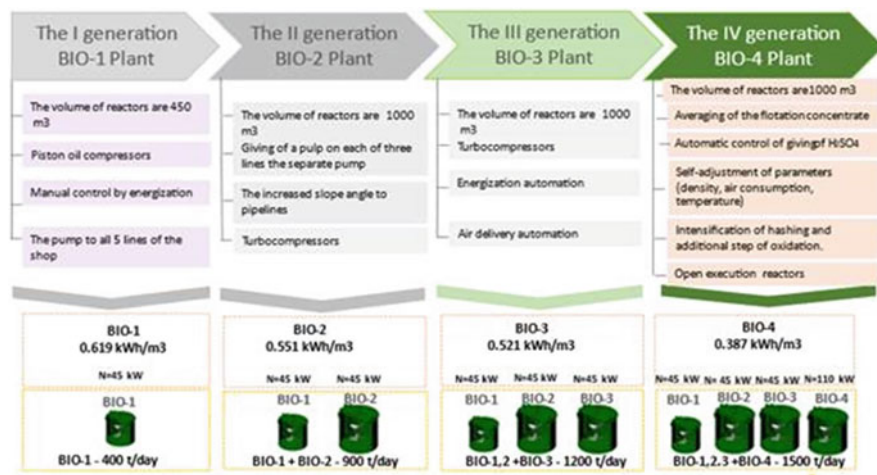 The I generation
BIO-1 Plant
The II generation
BIO-2 Plant
The III generation
BIO-3 Plant
The IV generation
BIO-4 Plant
The volume of reactors are 450
m3
Piston oil compressors
Manual control by energization
The pump to all 5 lines of the
shop
The volume of reactors are 1000
m3
Giving of a pulp on each of three
lines the separate pump
The increased slope angle to
pipelines
Turbocompressors
The volume of reactors are 1000
m3
Turbocompressors
Energization automation
Air delivery automation
The volume of reactors are1000 m3
Averaging of the flotation concentrate
Automatic control of givingpf H2SO4
Self-adjustment of parameters
(density, air consumption,
temperature)
Intensification of hashing and
additional step of oxidation.
Open execution reactors
BIO-1
0.619 kWh/m3
N=45 kW
BIO-1
BIO-1 - 400 t/day
BIO-2
0.551 kWh/m3
N=45 kW N=45 kW
BIO-1 BIO-2
BIO-1 + BIO-2 - 900 t/day
BIO-3
0.521 kWh/m3
N=45 kW N=45 kW N=45 kW
BIO-1 BIO-2 BIO-3
BIO-1,2 +BIO-3 - 1200 t/day
BIO-4
0.387 kWh/m3
N=45 kW N= 45 kW N=45 kW N=110 kW
BIO-1 BIO-2 BIO-3 BIO-4
BIO-1,2.3 +BIO-4 - 1500 t/day